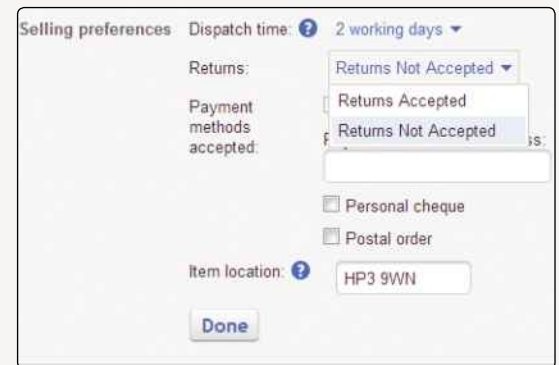 Selling preferences Dispatch time: ? 2 working days
Returns: Returns Not Accepted
Returns Accepted
Returns Not Accepted
Payment
methods
accepted:
Personal cheque
Postal order
Item location: ? HP3 9WN
Done